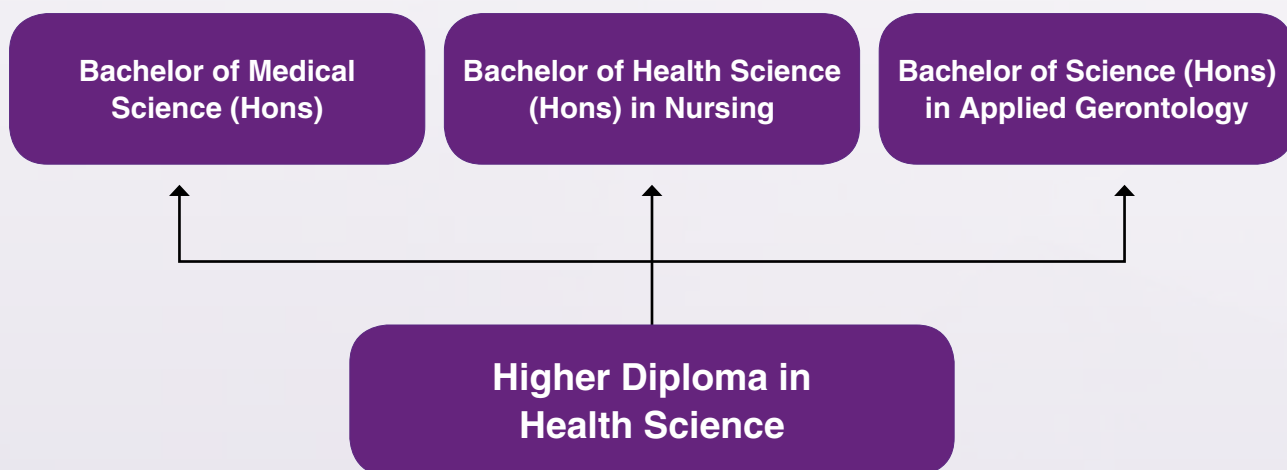 Bachelor of Medical
Science (Hons)
Bachelor of Health Science
(Hons) in Nursing
Bachelor of Science (Hons)
in Applied Gerontology
Higher Diploma in
Health Science